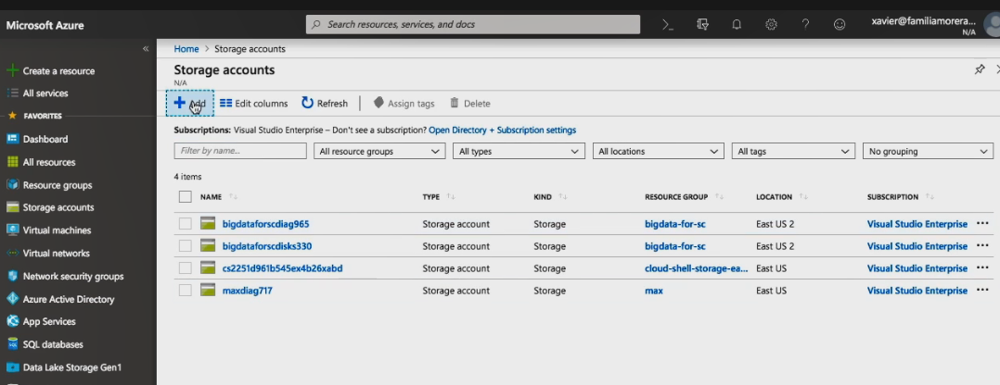 Microsoft Azure
Search resources, services, and docs
xavier@familiamorera...
N/A
Create a resource
All services
FAVORITES
Dashboard
All resources
Resource groups
Storage accounts
Virtual machines
Virtual networks
Network security groups
Azure Active Directory
App Services
SQL databases
Data Lake Storage Gen1
Home > Storage accounts
Storage accounts
N/A
Add Edit columns Refresh Assign tags Delete
Subscriptions: Visual Studio Enterprise – Don't see a subscription? Open Directory + Subscription settings
Filter by name... All resource groups All types All locations All tags No grouping
4 items
NAME TYPE KIND RESOURCE GROUP LOCATION SUBSCRIPTION
bigdataforscdiag965 Storage account Storage bigdata-for-sc East US 2 Visual Studio Enterprise
bigdataforscdisks330 Storage account Storage bigdata-for-sc East US 2 Visual Studio Enterprise
cs2251d961b545ex4b26xabd Storage account Storage cloud-shell-storage-ea... East US Visual Studio Enterprise
maxdiag717 Storage account Storage max East US Visual Studio Enterprise